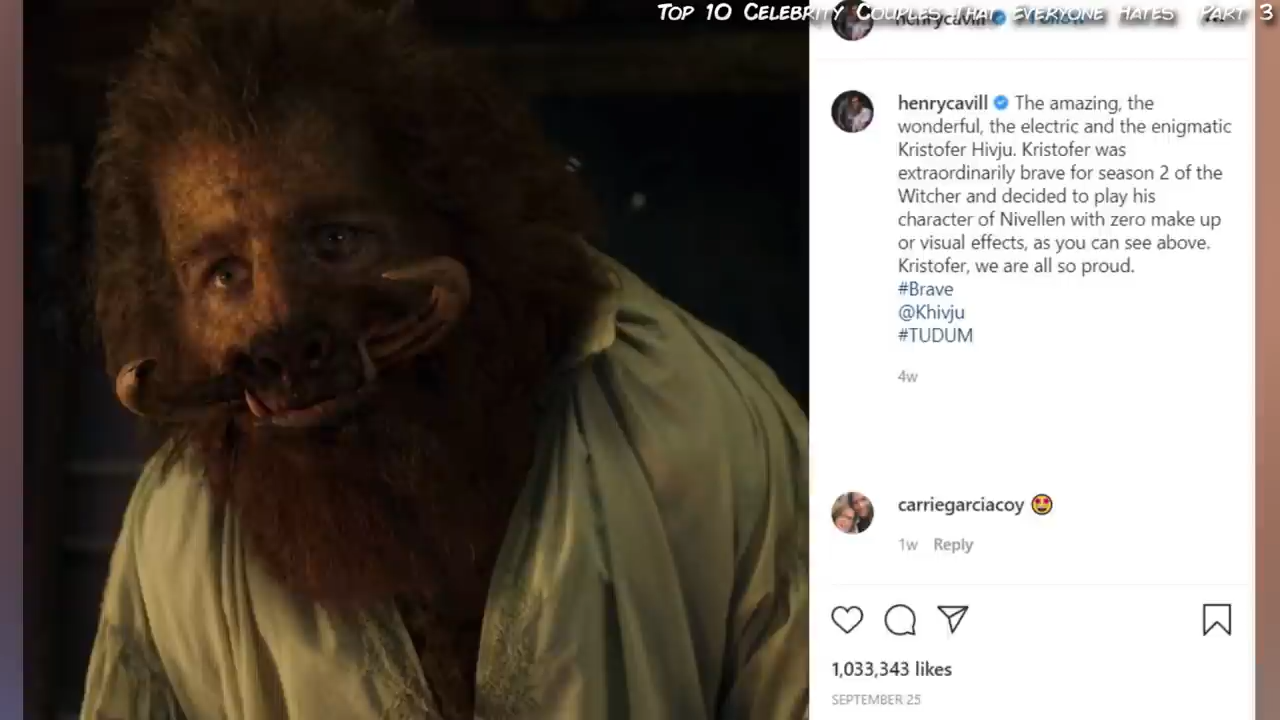 Top 10 Celebrity Couples That Everyone Hates Part 3
henrycavill
henrycavill The amazing, the
wonderful, the electric and the enigmatic
Kristofer Hivju. Kristofer was
extraordinarily brave for season 2 of the
Witcher and decided to play his
character of Nivellen with zero make up
or visual effects, as you can see above.
Kristofer, we are all so proud.
#Brave
@Khivju
#TUDUM
4w
carriegarciacoy 🤩
1w Reply
1,033,343 likes
SEPTEMBER 25